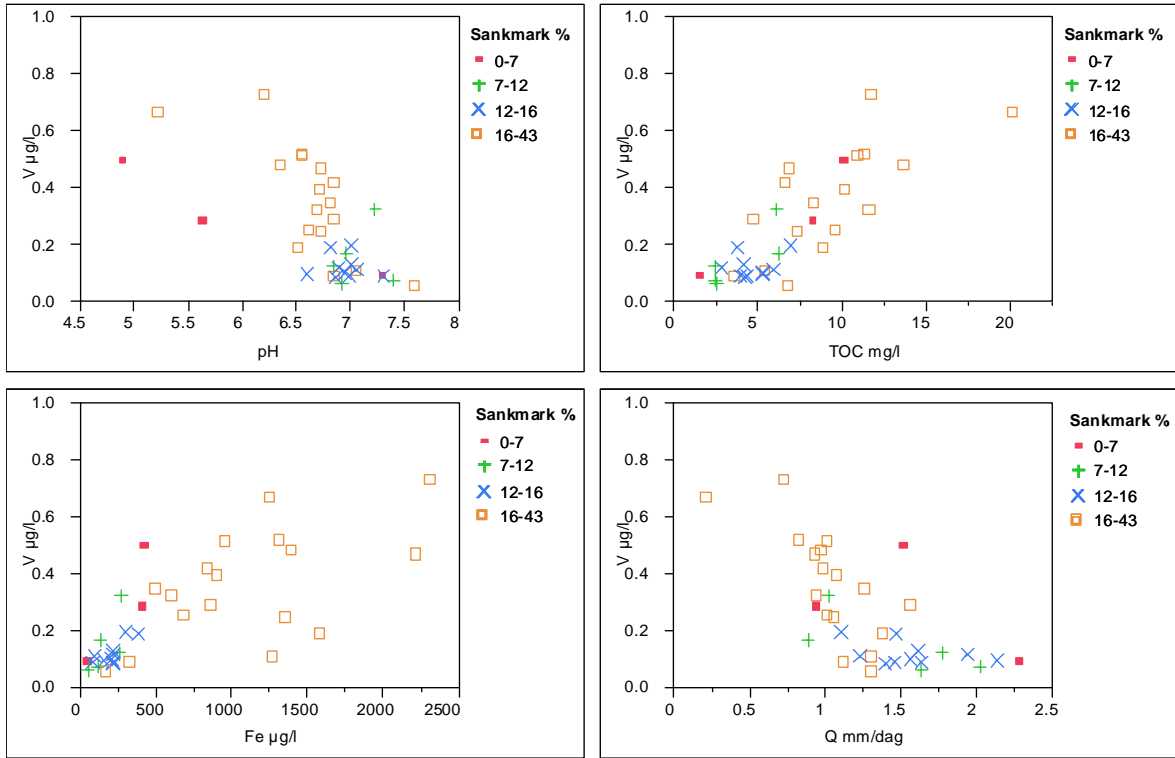 1.0
0.8
0.6
0.4
0.2
0.0
V µg/l
4.5 5 5.5 6 6.5 7 7.5 8
pH
Sankmark %
0-7
7-12
12-16
16-43
1.0
0.8
0.6
0.4
0.2
0.0
V µg/l
0 5 10 15 20
TOC mg/l
Sankmark %
0-7
7-12
12-16
16-43
1.0
0.8
0.6
0.4
0.2
0.0
V µg/l
0 500 1000 1500 2000 2500
Fe µg/l
Sankmark %
0-7
7-12
12-16
16-43
1.0
0.8
0.6
0.4
0.2
0.0
V µg/l
0 0.5 1 1.5 2 2.5
Q mm/dag
Sankmark %
0-7
7-12
12-16
16-43